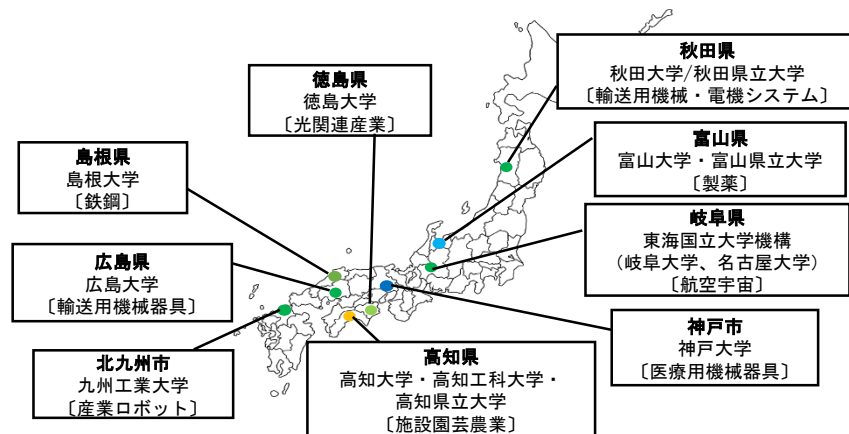 秋田県
秋田大学/秋田県立大学
〔輸送用機械・電機システム〕
徳島県
徳島大学
〔光関連産業〕
富山県
富山大学・富山県立大学
〔製薬〕
島根県
島根大学
〔鉄鋼〕
岐阜県
東海国立大学機構
(岐阜大学、名古屋大学)
〔航空宇宙〕
広島県
広島大学
〔輸送用機械器具〕
神戸市
神戸大学
〔医療用機械器具〕
北九州市
九州工業大学
〔産業ロボット〕
高知県
高知大学・高知工科大学・
高知県立大学
〔施設園芸農業〕